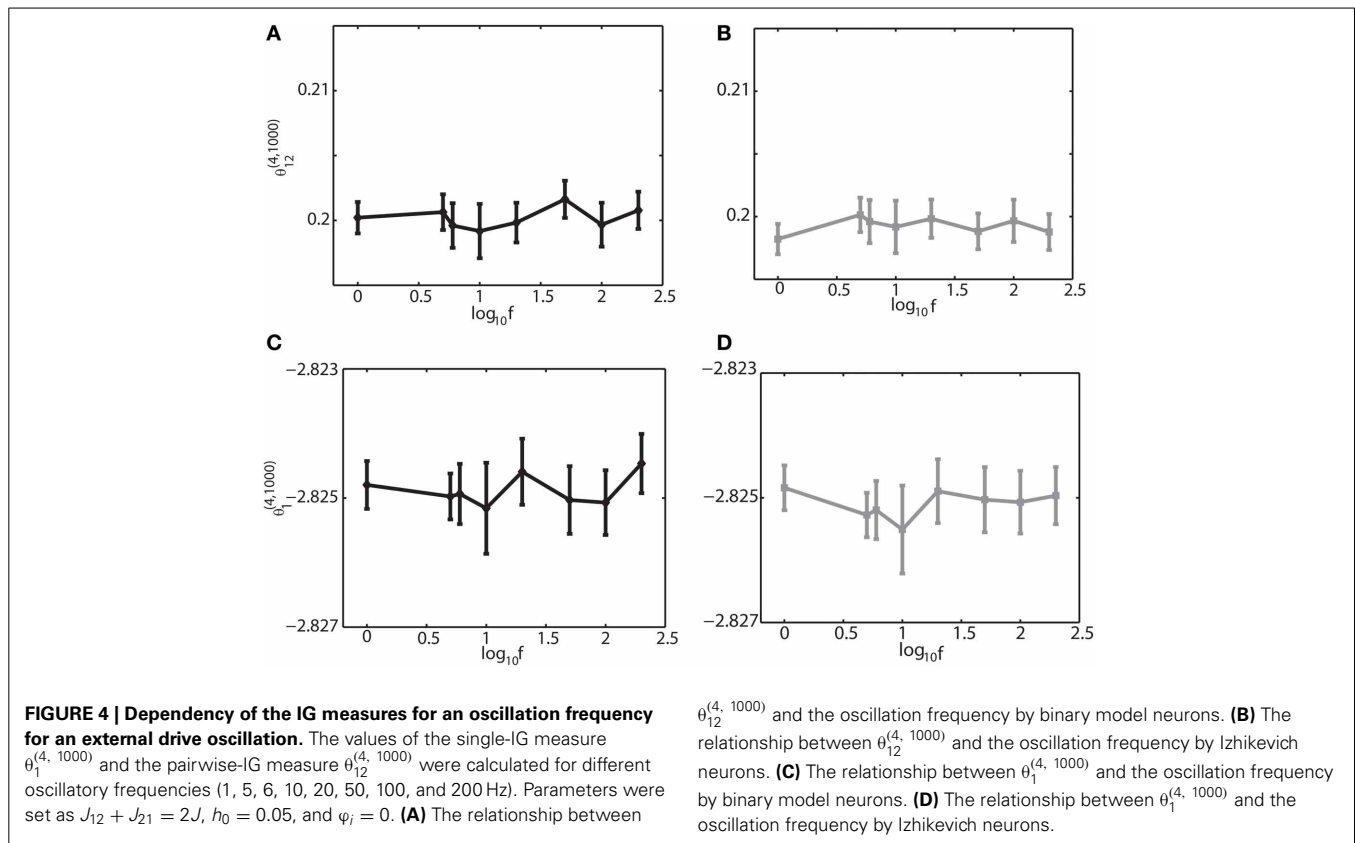 A
0.21
0.2
θ12(4,1000)
0 0.5 1 1.5 2 2.5
log10f
B
0.21
0.2
0 0.5 1 1.5 2 2.5
log10f
C
−2.823
−2.825
−2.827
θ1(4,1000)
0 0.5 1 1.5 2 2.5
log10f
D
−2.823
−2.825
−2.827
0 0.5 1 1.5 2 2.5
log10f
FIGURE 4 | Dependency of the IG measures for an oscillation frequency
for an external drive oscillation. The values of the single-IG measure
θ1(4, 1000) and the pairwise-IG measure θ12(4, 1000) were calculated for different
oscillatory frequencies (1, 5, 6, 10, 20, 50, 100, and 200 Hz). Parameters were
set as J12 + J21 = 2J, h0 = 0.05, and φi = 0. (A) The relationship between
θ12(4, 1000) and the oscillation frequency by binary model neurons. (B) The
relationship between θ12(4, 1000) and the oscillation frequency by Izhikevich
neurons. (C) The relationship between θ1(4, 1000) and the oscillation frequency
by binary model neurons. (D) The relationship between θ1(4, 1000) and the
oscillation frequency by Izhikevich neurons.